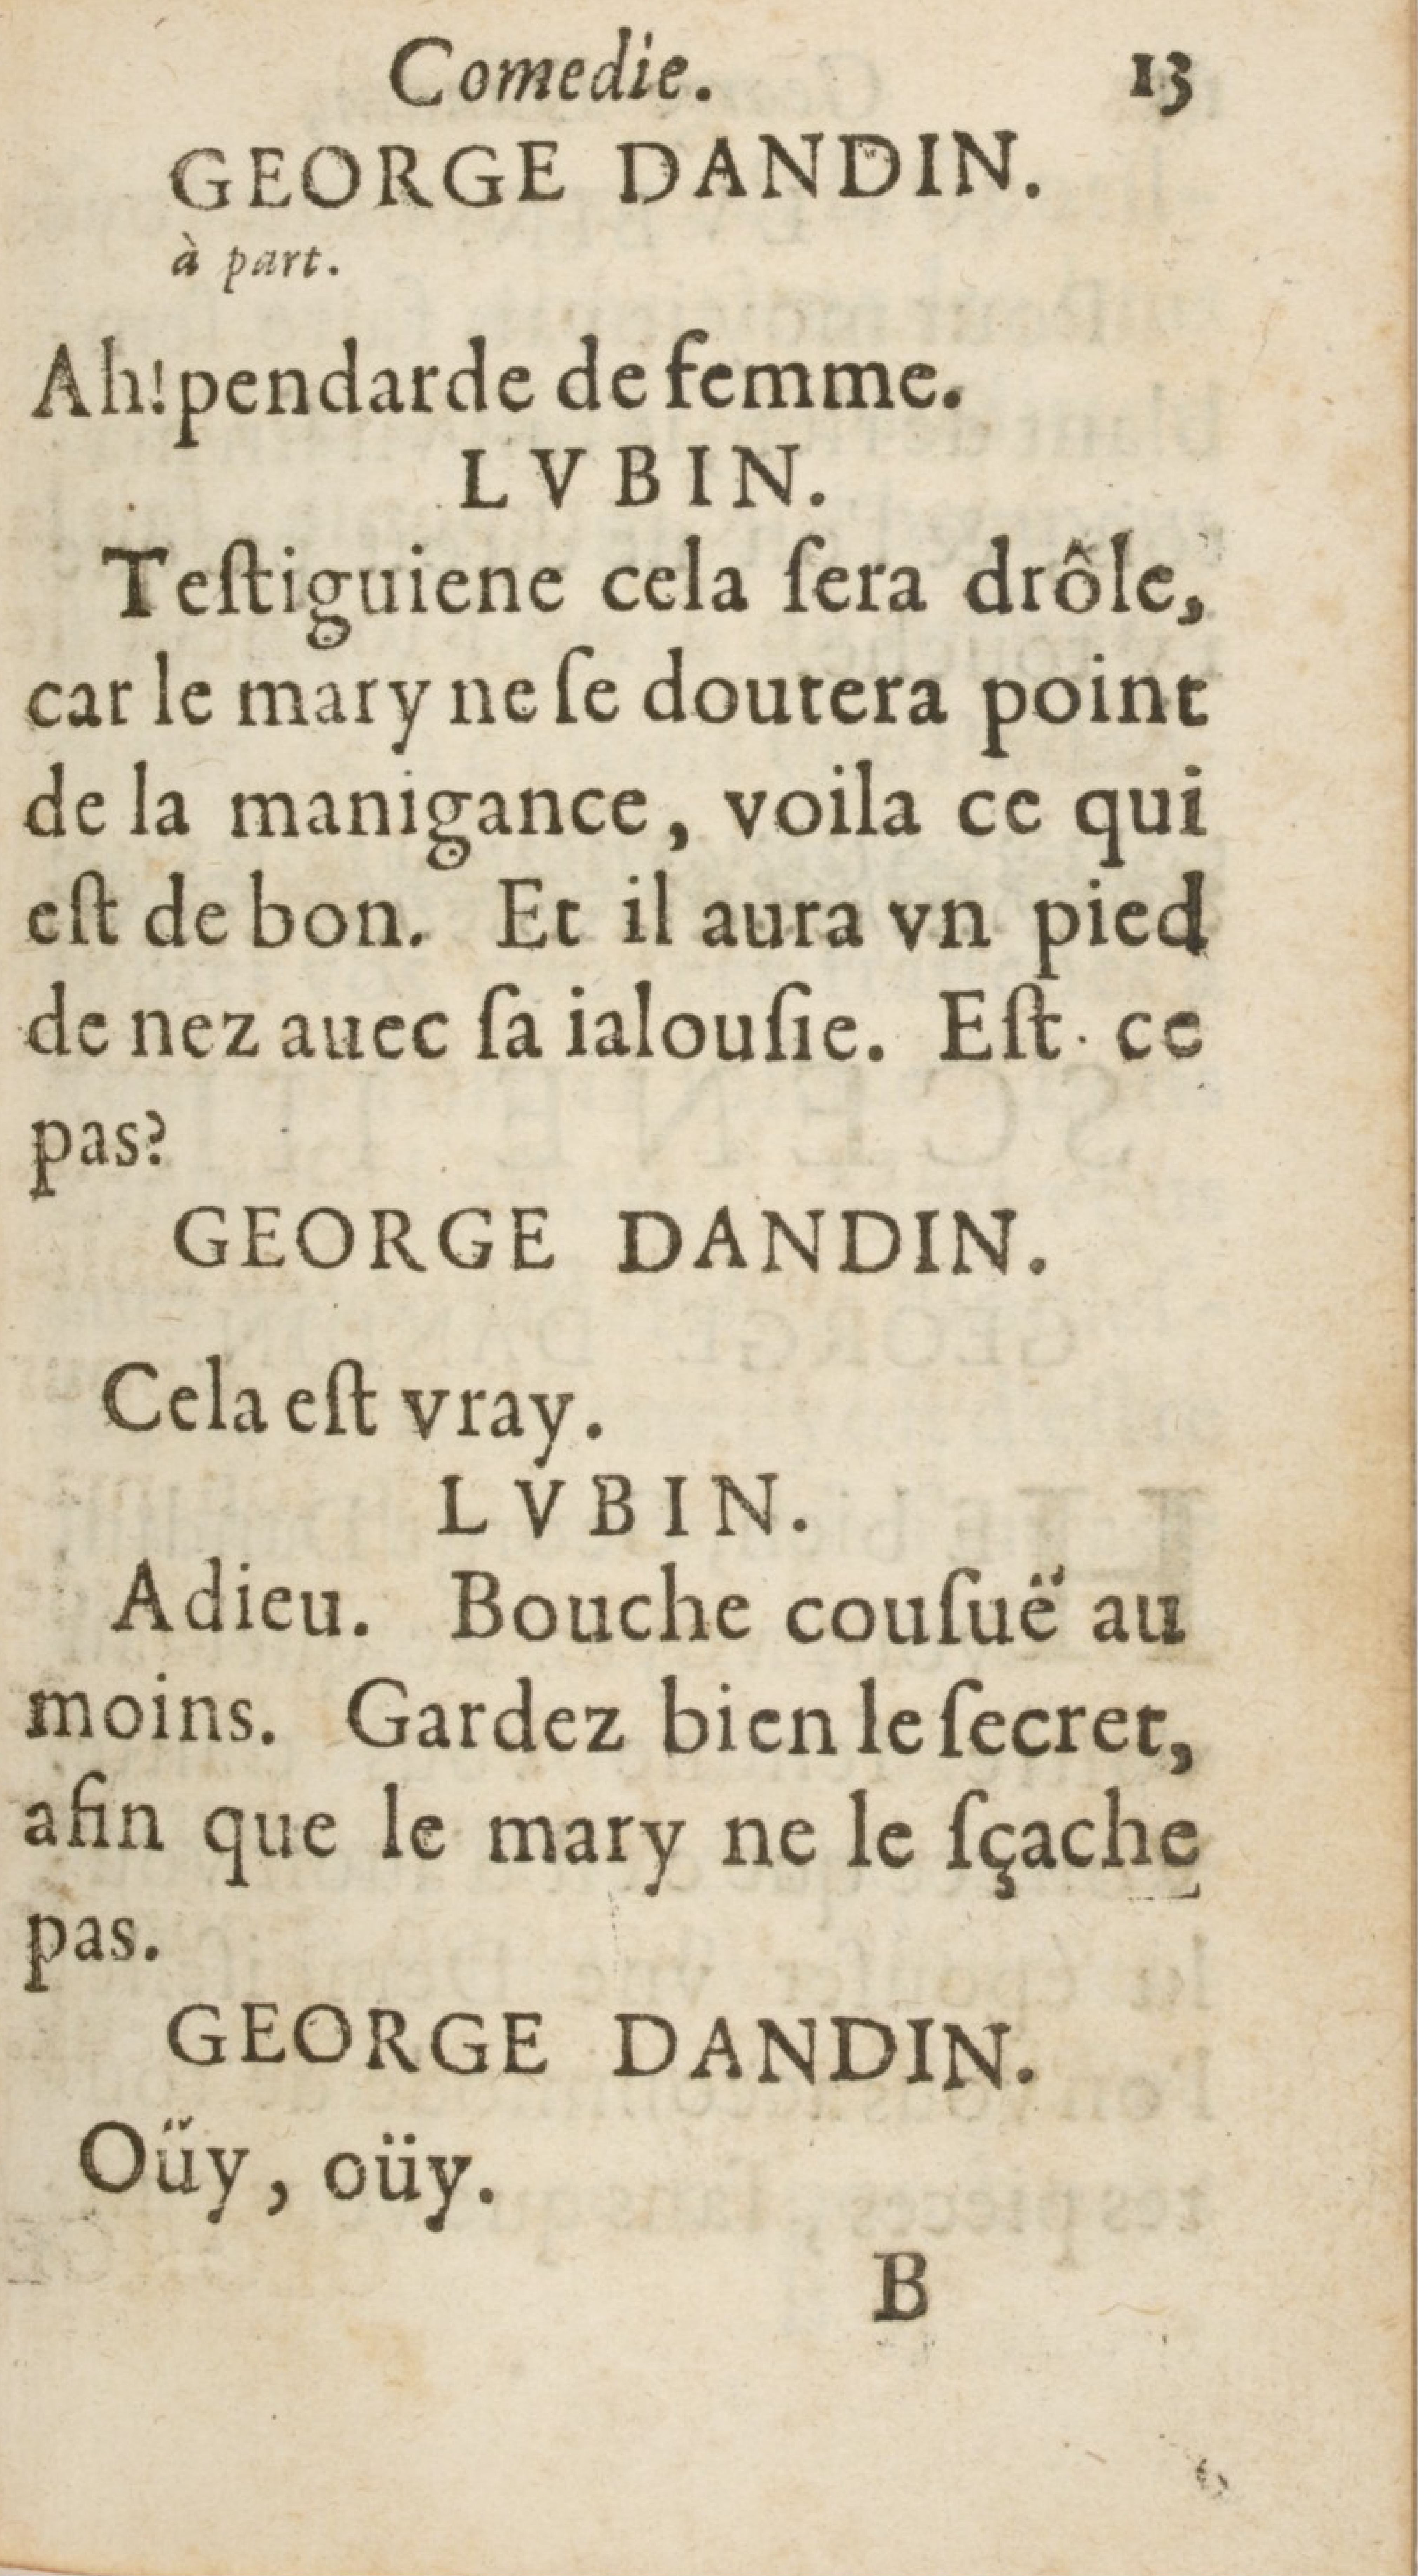 Comedie. 13
GEORGE DANDIN.
à part.
Ah! pendarde de femme.
LVBIN.
Teſtiguiene cela ſera drôle,
car le mary ne ſe doutera point
de la manigance, voila ce qui
eſt de bon. Et il aura vn pied
de nez auec ſa ialouſie. Eſt ce
pas?
GEORGE DANDIN.
Cela eſt vray.
LVBIN.
Adieu. Bouche couſuë au
moins. Gardez bien le ſecret,
afin que le mary ne le ſçache
pas.
GEORGE DANDIN.
Oüy, oüy.
B